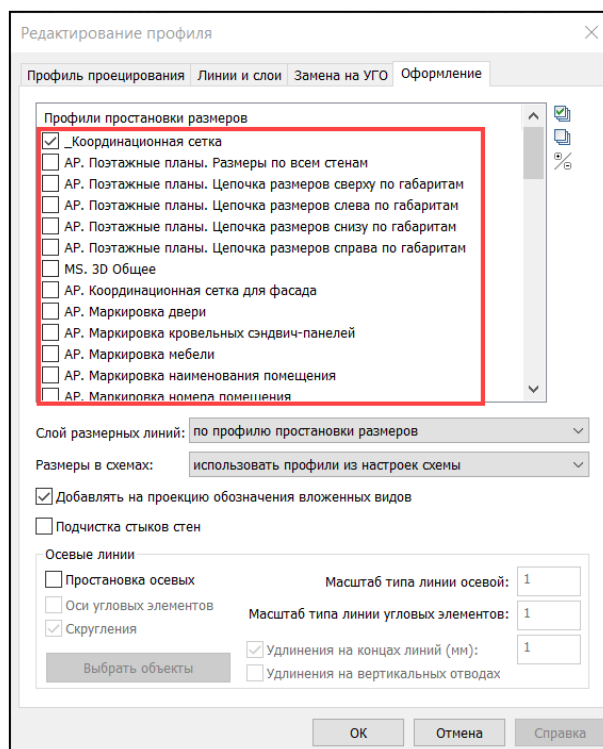 Редактирование профиля
Профиль проецирования Линии и слои Замена на УГО Оформление
Профили простановки размеров
_Координационная сетка
АР. Поэтажные планы. Размеры по всем стенам
АР. Поэтажные планы. Цепочка размеров сверху по габаритам
АР. Поэтажные планы. Цепочка размеров слева по габаритам
АР. Поэтажные планы. Цепочка размеров снизу по габаритам
АР. Поэтажные планы. Цепочка размеров справа по габаритам
MS. 3D Общее
АР. Координационная сетка для фасада
АР. Маркировка двери
АР. Маркировка кровельных сэндвич-панелей
АР. Маркировка мебели
АР. Маркировка наименования помещения
АР. Маркировка номера помещения
Слой размерных линий: по профилю простановки размеров
Размеры в схемах: использовать профили из настроек схемы
Добавлять на проекцию обозначения вложенных видов
Подчистка стыков стен
Осевые линии
Простановка осевых Масштаб типа линии осевой: 1
Оси угловых элементов Масштаб типа линии угловых элементов: 1
Скругления
Удлинения на концах линий (мм): 1
Выбрать объекты Удлинения на вертикальных отводах
ОК Отмена Справка